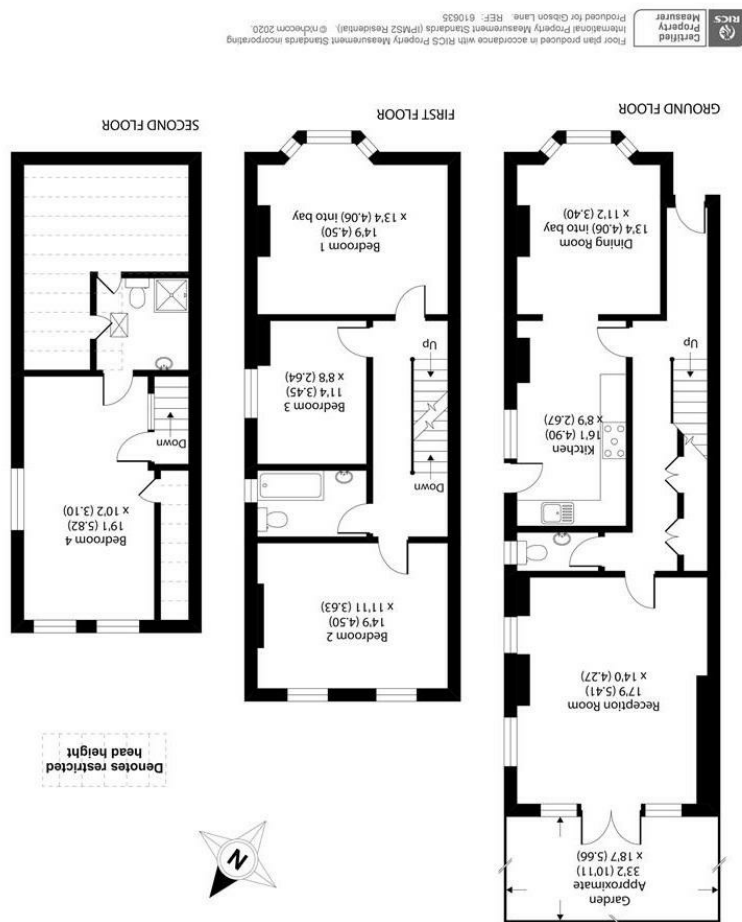 Garden
Approximate
33'2 (10'11)
x 18'7 (5.66)
N
Denotes restricted
head height
Reception Room
17'9 (5.41)
x 14'0 (4.27)
Kitchen
16'1 (4.90)
x 8'9 (2.67)
Up
Dining Room
13'4 (4.06) into bay
x 11'2 (3.40)
GROUND FLOOR
Bedroom 2
14'9 (4.50)
x 11'11 (3.63)
Down
Bedroom 3
11'4 (3.45)
x 8'8 (2.64)
Up
Bedroom 1
14'9 (4.50)
x 13'4 (4.06) into bay
FIRST FLOOR
Bedroom 4
19'1 (5.82)
x 10'2 (3.10)
Down
SECOND FLOOR
RICS
Certified
Property
Measurer
Floor plan produced in accordance with RICS Property Measurement Standards incorporating
International Property Measurement Standards (IPMS2 Residential). ©nichecom 2020.
Produced for Gibson Lane. REF: 610635